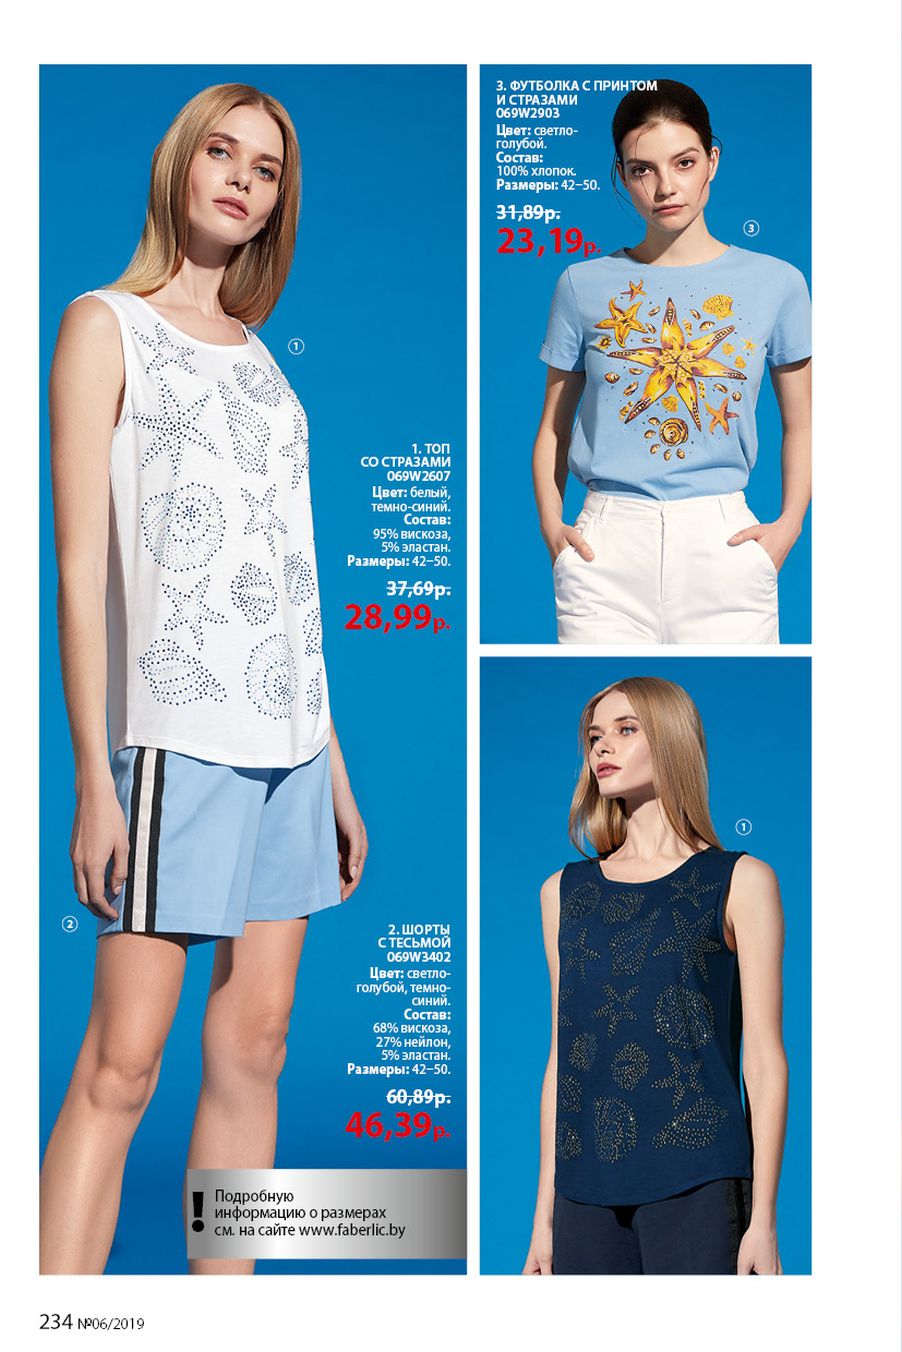 3. ФУТБОЛКА С ПРИНТОМ
И СТРАЗАМИ
069W2903
Цвет: светло-
голубой.
Состав:
100% хлопок.
Размеры: 42–50.
31,89р.
23,19р.
3
1
1. ТОП
СО СТРАЗАМИ
069W2607
Цвет: белый,
темно-синий.
Состав:
95% вискоза,
5% эластан.
Размеры: 42–50.
37,69р.
28,99р.
1
2
2. ШОРТЫ
С ТЕСЬМОЙ
069W3402
Цвет: светло-
голубой, темно-
синий.
Состав:
68% вискоза,
27% нейлон,
5% эластан.
Размеры: 42–50.
60,89р.
46,39р.
! Подробную
информацию о размерах
см. на сайте www.faberlic.by
234 №06/2019